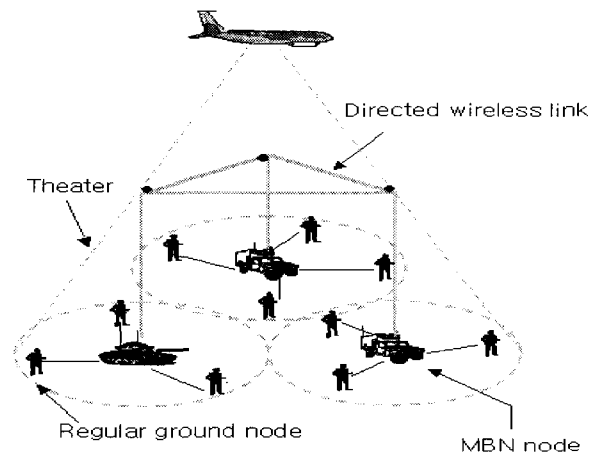 Directed wireless link
Theater
Regular ground node
MBN node